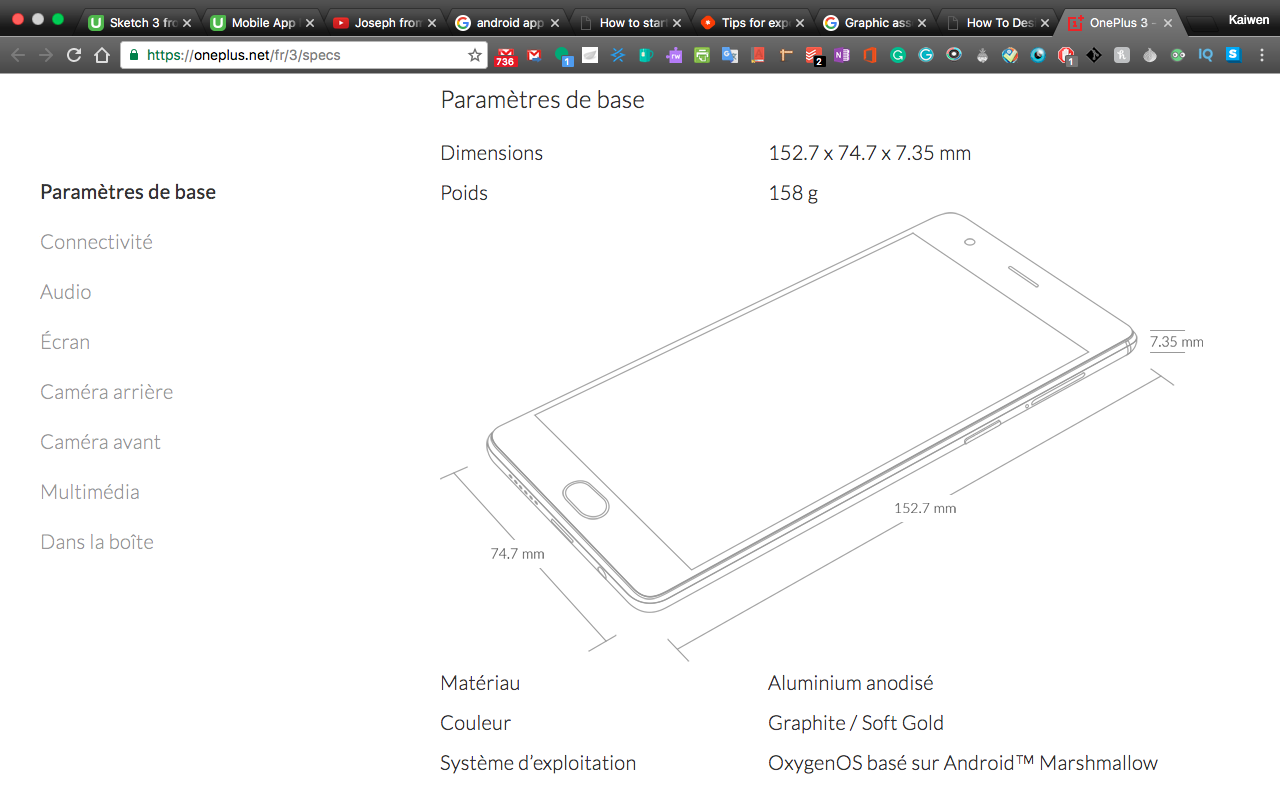 Sketch 3 fro
Mobile App
Joseph from
android app
How to star
Tips for exp
Graphic ass
How To Des
OnePlus 3 -
Kaiwen
https://oneplus.net/fr/3/specs
736
1
rw
2
N
1
IQ
S
Paramètres de base
Dimensions 152.7 x 74.7 x 7.35 mm
Poids 158 g
Paramètres de base
Connectivité
Audio
Écran
Caméra arrière
Caméra avant
Multimédia
Dans la boîte
7.35 mm
152.7 mm
74.7 mm
Matériau Aluminium anodisé
Couleur Graphite / Soft Gold
Système d'exploitation OxygenOS basé sur Android™ Marshmallow